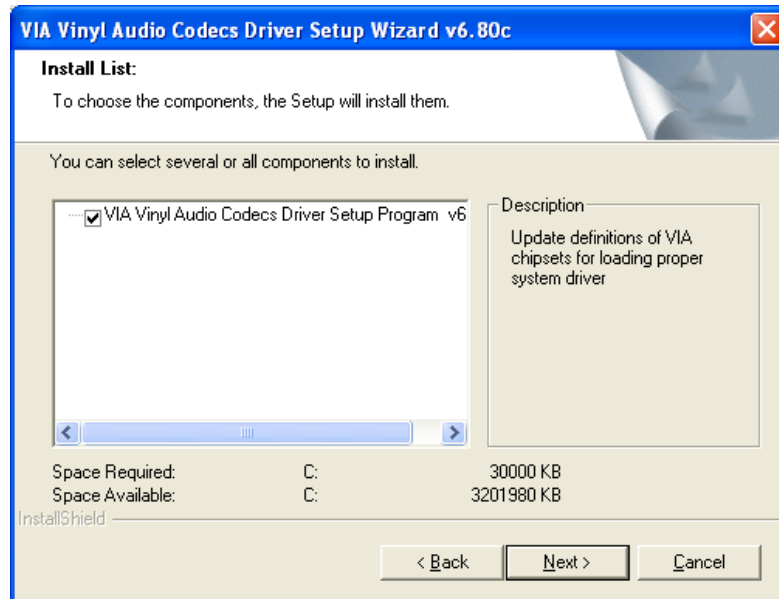 VIA Vinyl Audio Codecs Driver Setup Wizard v6.80c
Install List:
To choose the components, the Setup will install them.
You can select several or all components to install.
VIA Vinyl Audio Codecs Driver Setup Program v6
Description
Update definitions of VIA
chipsets for loading proper
system driver
Space Required: C: 30000 KB
Space Available: C: 3201980 KB
InstallShield
< Back Next > Cancel